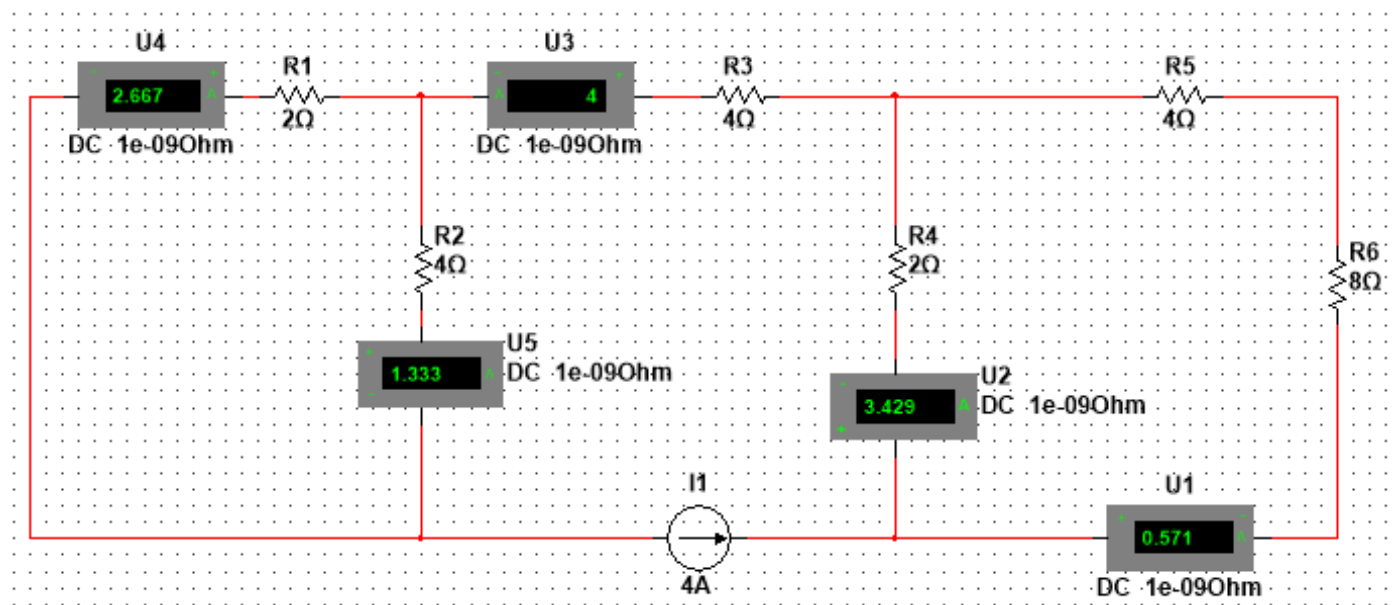 U4
U3
R1
R3
R5
- +
2.667 A
- +
A 4
2Ω
4Ω
4Ω
DC 1e-09Ohm
DC 1e-09Ohm
R2
4Ω
R4
2Ω
R6
8Ω
U5
DC 1e-09Ohm
+
1.333 A
-
U2
DC 1e-09Ohm
-
3.429 A
+
I1
4A
U1
+ -
0.571 A
DC 1e-09Ohm